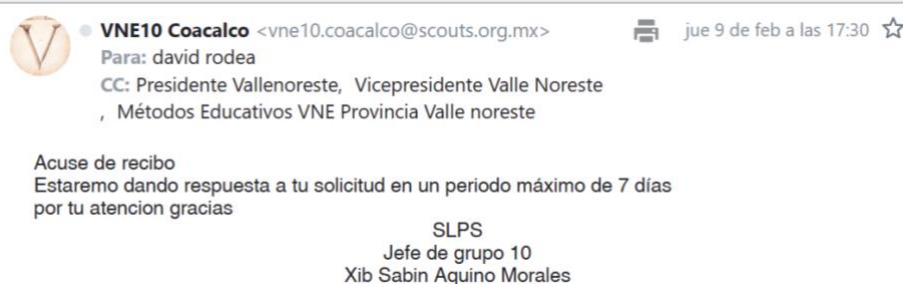 V
VNE10 Coacalco <vne10.coacalco@scouts.org.mx> jue 9 de feb a las 17:30
Para: david rodea
CC: Presidente Vallenoreste, Vicepresidente Valle Noreste
, Métodos Educativos VNE Provincia Valle noreste
Acuse de recibo
Estaremo dando respuesta a tu solicitud en un periodo máximo de 7 días
por tu atencion gracias
SLPS
Jefe de grupo 10
Xib Sabin Aquino Morales